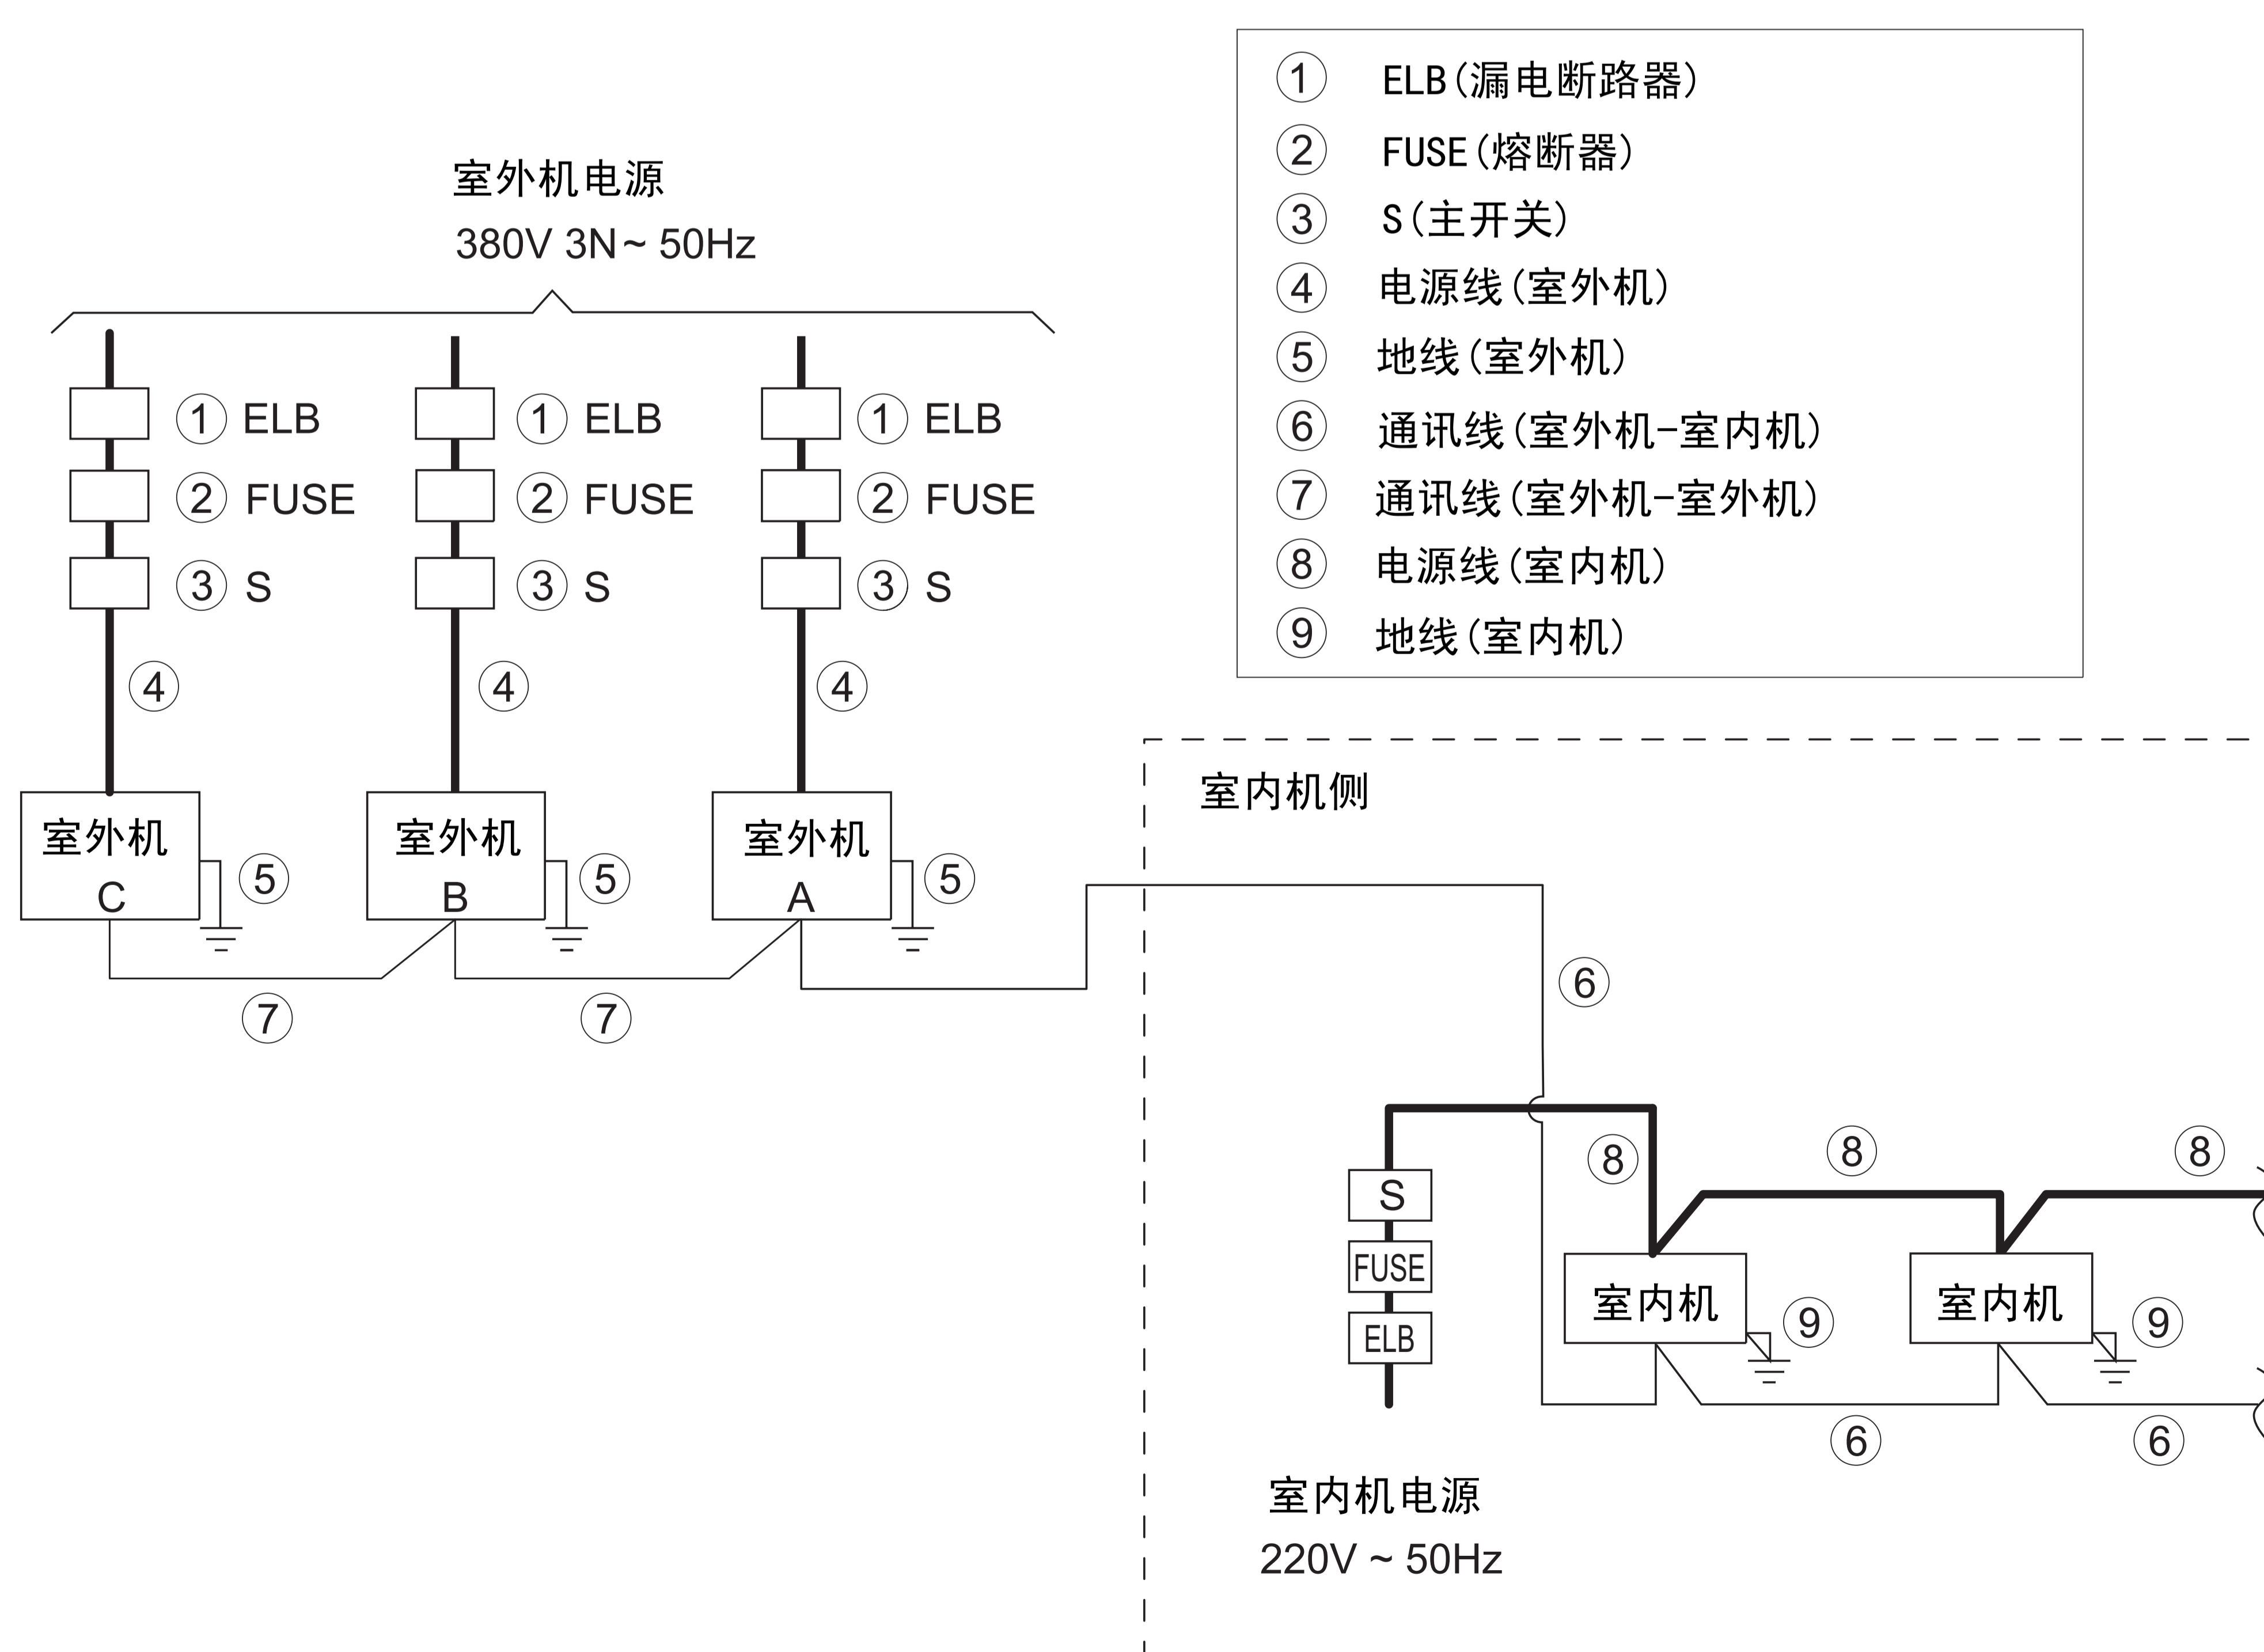 室外机电源
380V 3N~ 50Hz
① ELB(漏电断路器)
② FUSE(熔断器)
③ S(主开关)
④ 电源线(室外机)
⑤ 地线(室外机)
⑥ 通讯线(室外机-室内机)
⑦ 通讯线(室外机-室外机)
⑧ 电源线(室内机)
⑨ 地线(室内机)
① ELB ① ELB ① ELB
② FUSE ② FUSE ② FUSE
③ S ③ S ③ S
④ ④ ④
室外机 C ⑤ 室外机 B ⑤ 室外机 A ⑤
⑦ ⑦
室内机侧
⑥
⑧ ⑧ ⑧
S
FUSE
ELB
室内机 ⑨ 室内机 ⑨
⑥ ⑥
室内机电源
220V ~ 50Hz